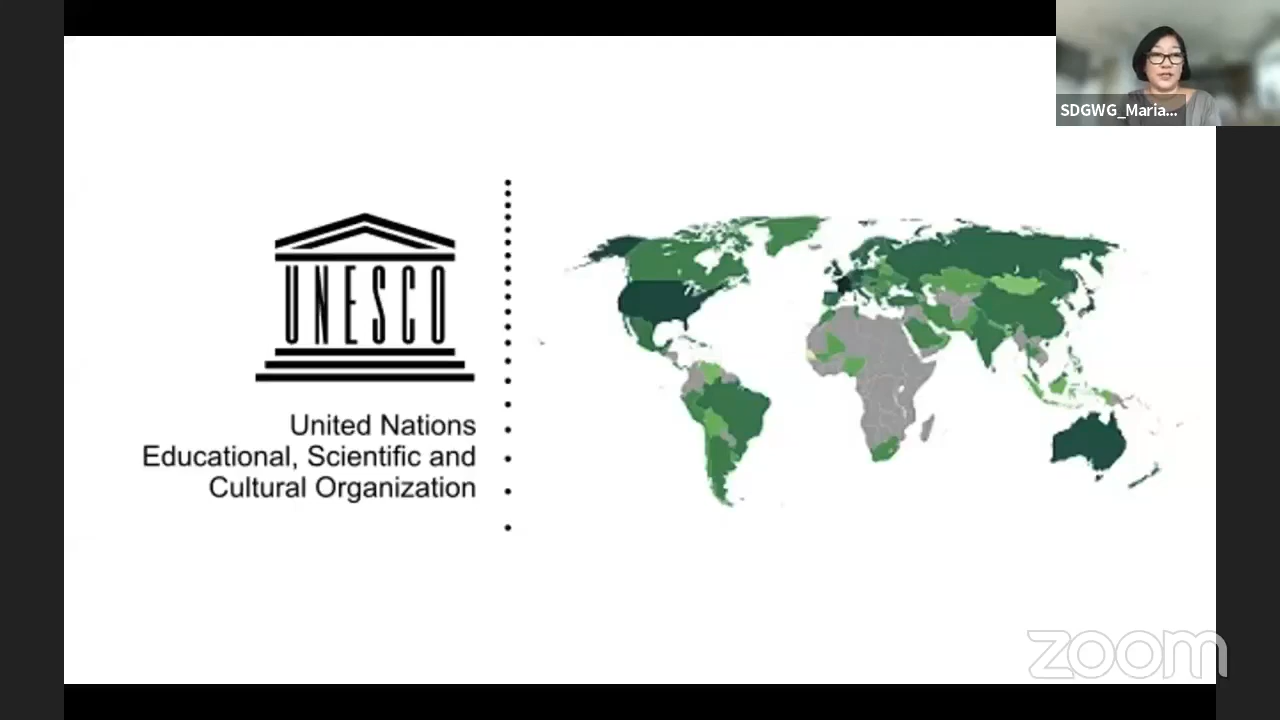 SDGWG_Maria...
UNESCO
United Nations
Educational, Scientific and
Cultural Organization
zoom